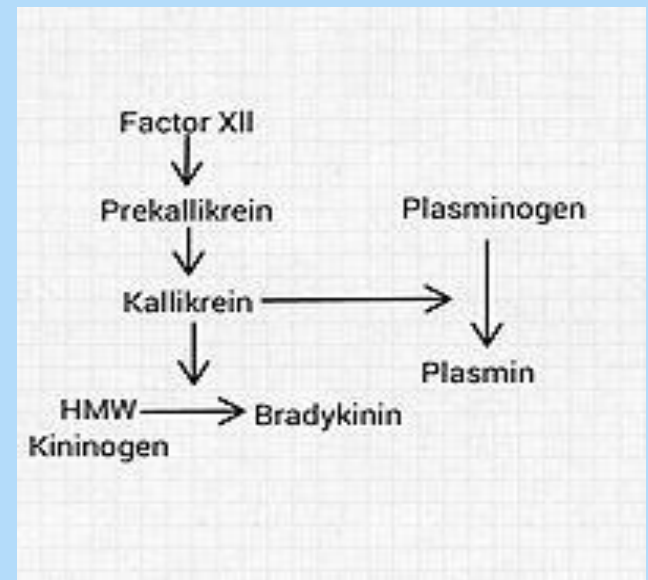 Factor XII
Prekallikrein
Plasminogen
Kallikrein
Plasmin
HMW
Kininogen
Bradykinin